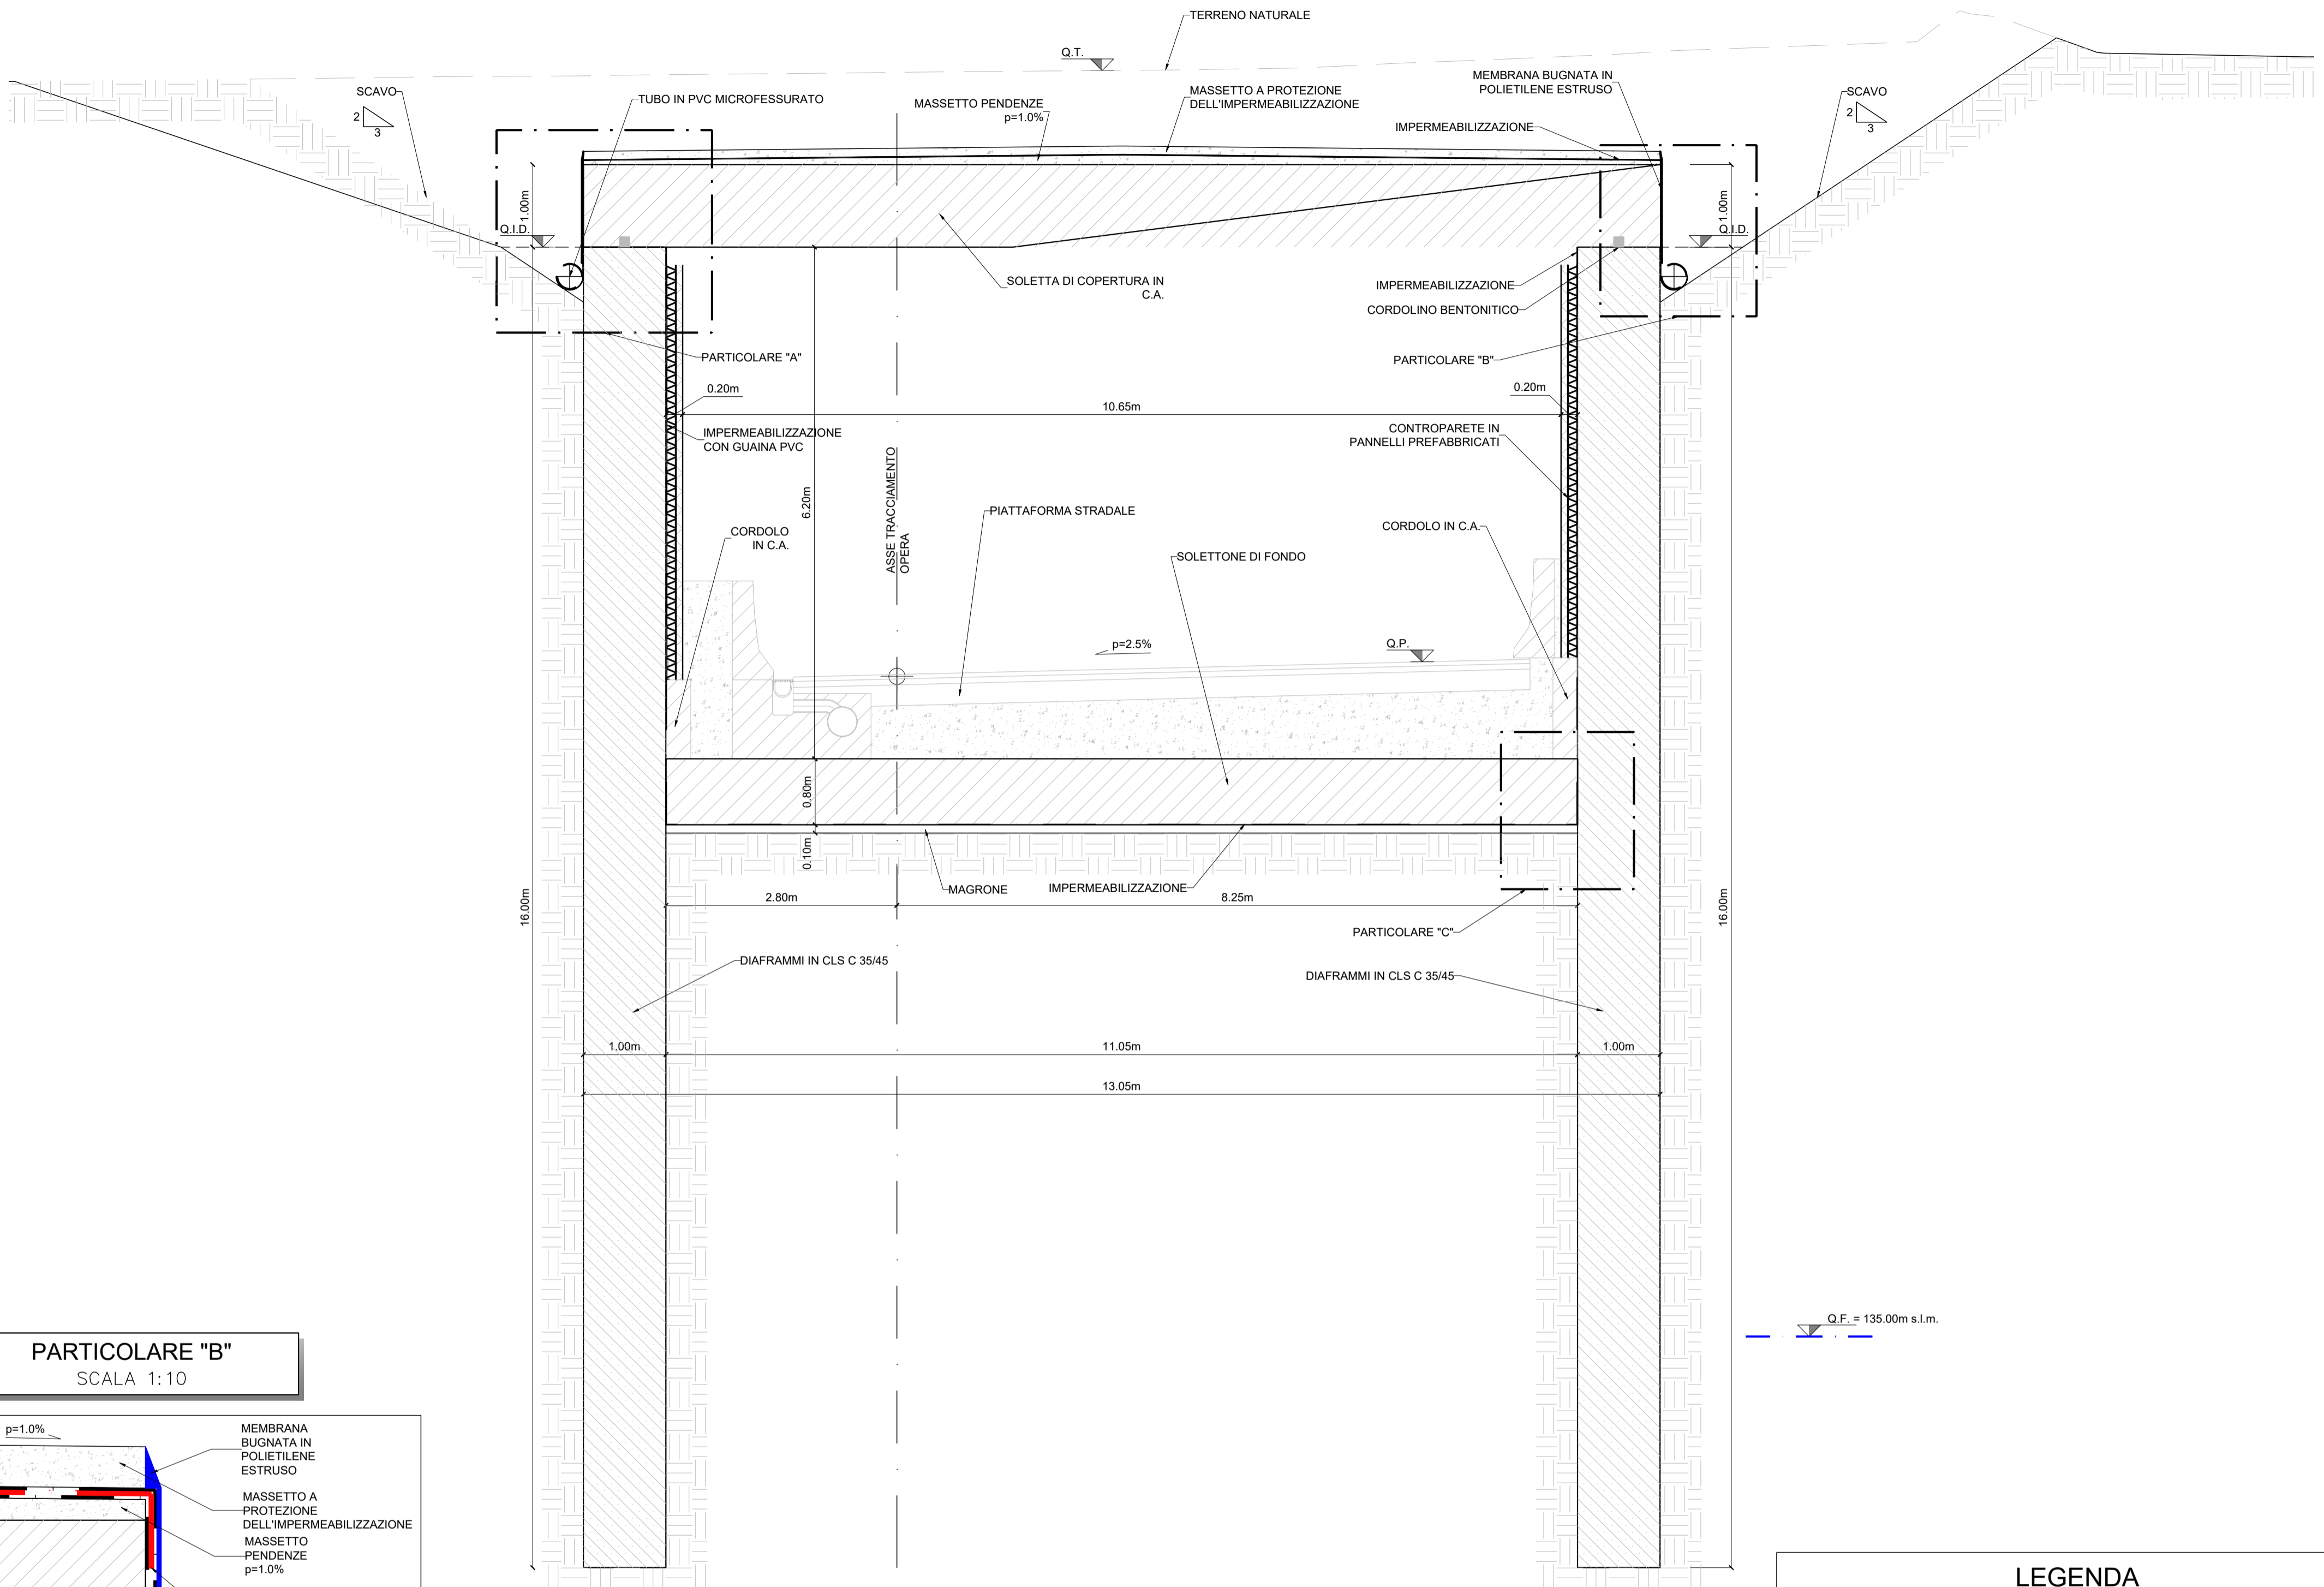 TERRENO NATURALE
Q.T.
SCAVO
2
3
TUBO IN PVC MICROFESSURATO
MASSETTO PENDENZE
p=1.0%
MASSETTO A PROTEZIONE
DELL'IMPERMEABILIZZAZIONE
MEMBRANA BUGNATA IN
POLIETILENE ESTRUSO
IMPERMEABILIZZAZIONE
SCAVO
2
3
1.00m
Q.I.D.
1.00m
Q.I.D.
SOLETTA DI COPERTURA IN
C.A.
IMPERMEABILIZZAZIONE
CORDOLINO BENTONITICO
PARTICOLARE "A"
PARTICOLARE "B"
0.20m
10.65m
0.20m
IMPERMEABILIZZAZIONE
CON GUAINA PVC
CONTROPARETE IN
PANNELLI PREFABBRICATI
ASSE TRACCIAMENTO
OPERA
6.20m
CORDOLO
IN C.A.
PIATTAFORMA STRADALE
CORDOLO IN C.A.
SOLETTONE DI FONDO
p=2.5%
Q.P.
0.80m
0.10m
MAGRONE
IMPERMEABILIZZAZIONE
2.80m
8.25m
16.00m
16.00m
PARTICOLARE "C"
DIAFRAMMI IN CLS C 35/45
DIAFRAMMI IN CLS C 35/45
1.00m
11.05m
1.00m
13.05m
Q.F. = 135.00m s.l.m.
PARTICOLARE "B"
SCALA 1:10
p=1.0%
MEMBRANA
BUGNATA IN
POLIETILENE
ESTRUSO
MASSETTO A
PROTEZIONE
DELL'IMPERMEABILIZZAZIONE
MASSETTO
PENDENZE
p=1.0%
LEGENDA